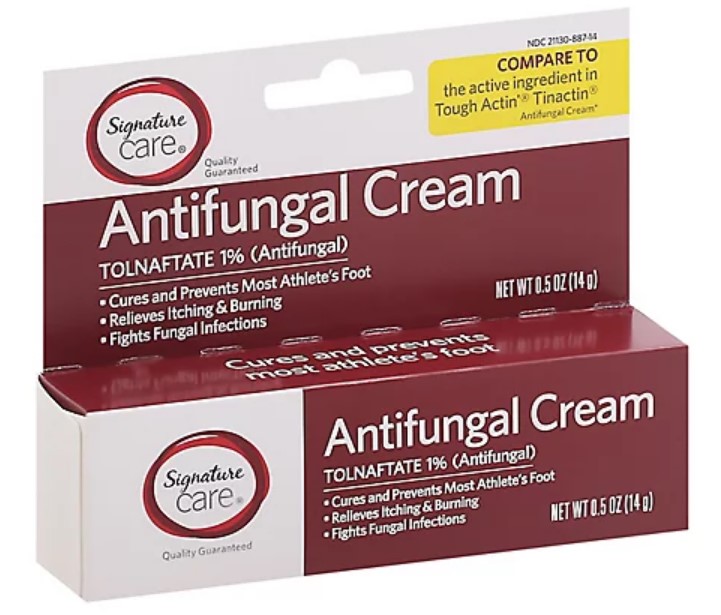 NDC 21130-887-14
COMPARE TO
the active ingredient in
Tough Actin'® Tinactin®
Antifungal Cream*
Signature
care®
Quality
Guaranteed
Antifungal Cream
TOLNAFTATE 1% (Antifungal)
• Cures and Prevents Most Athlete's Foot
• Relieves Itching & Burning
• Fights Fungal Infections
NET WT 0.5 OZ (14 g)
Cures and prevents
most athlete's foot
Signature
care®
Quality Guaranteed
Antifungal Cream
TOLNAFTATE 1% (Antifungal)
• Cures and Prevents Most Athlete's Foot
• Relieves Itching & Burning
• Fights Fungal Infections
NET WT 0.5 OZ (14 g)